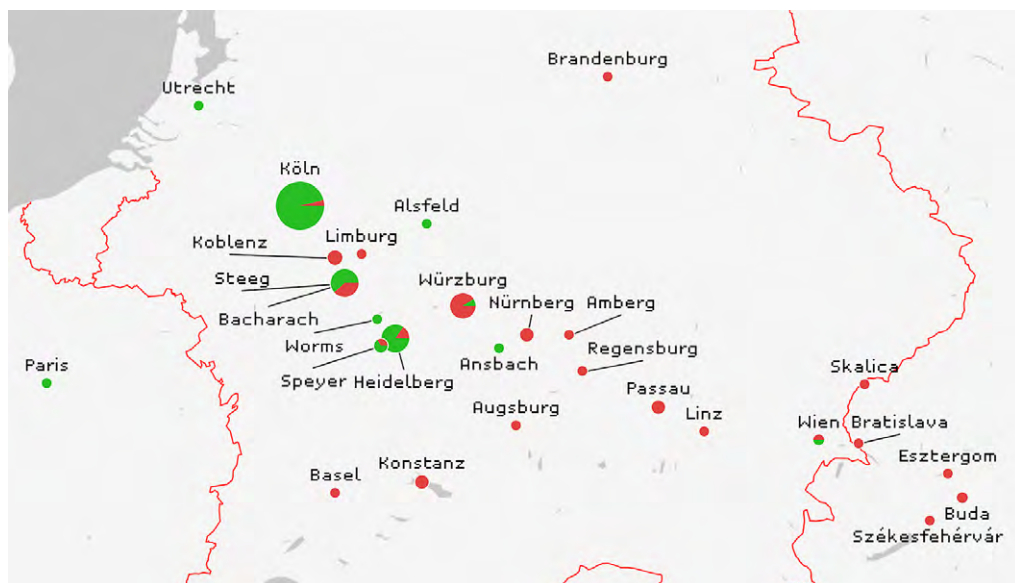 Brandenburg
Utrecht
Köln
Alsfeld
Koblenz
Limburg
Steeg
Würzburg
Nürnberg
Amberg
Bacharach
Worms
Ansbach
Regensburg
Paris
Speyer
Heidelberg
Skalica
Passau
Augsburg
Linz
Wien
Bratislava
Esztergom
Konstanz
Basel
Buda
Székesfehérvár